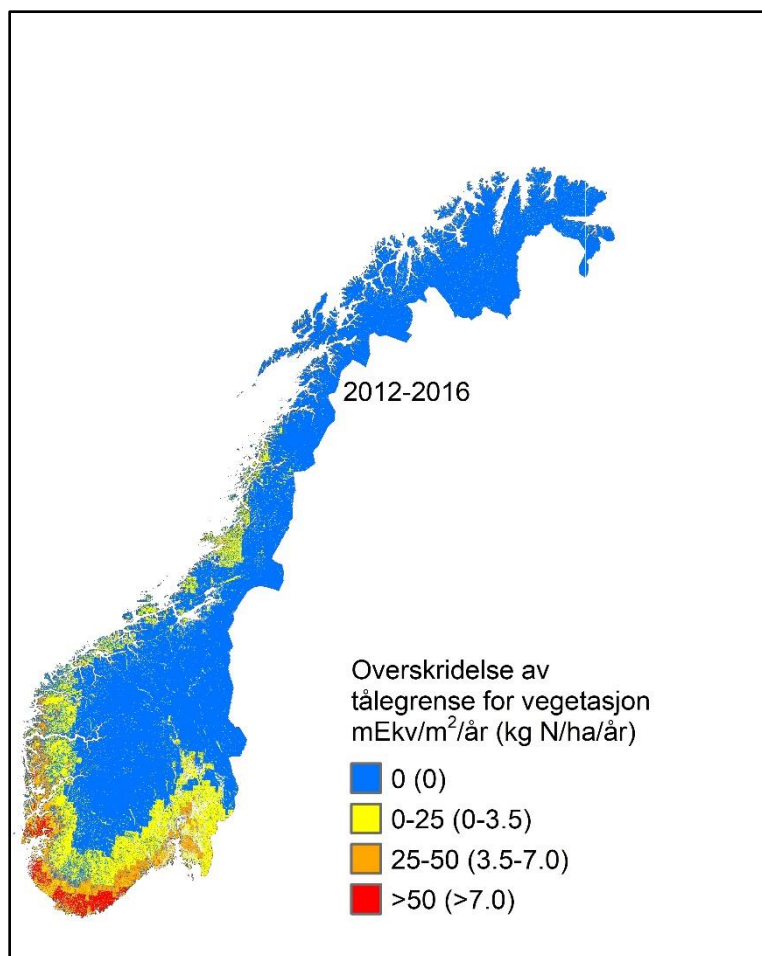 2012-2016
Overskridelse av
tålegrense for vegetasjon
mEkv/m²/år (kg N/ha/år)
0 (0)
0-25 (0-3.5)
25-50 (3.5-7.0)
>50 (>7.0)